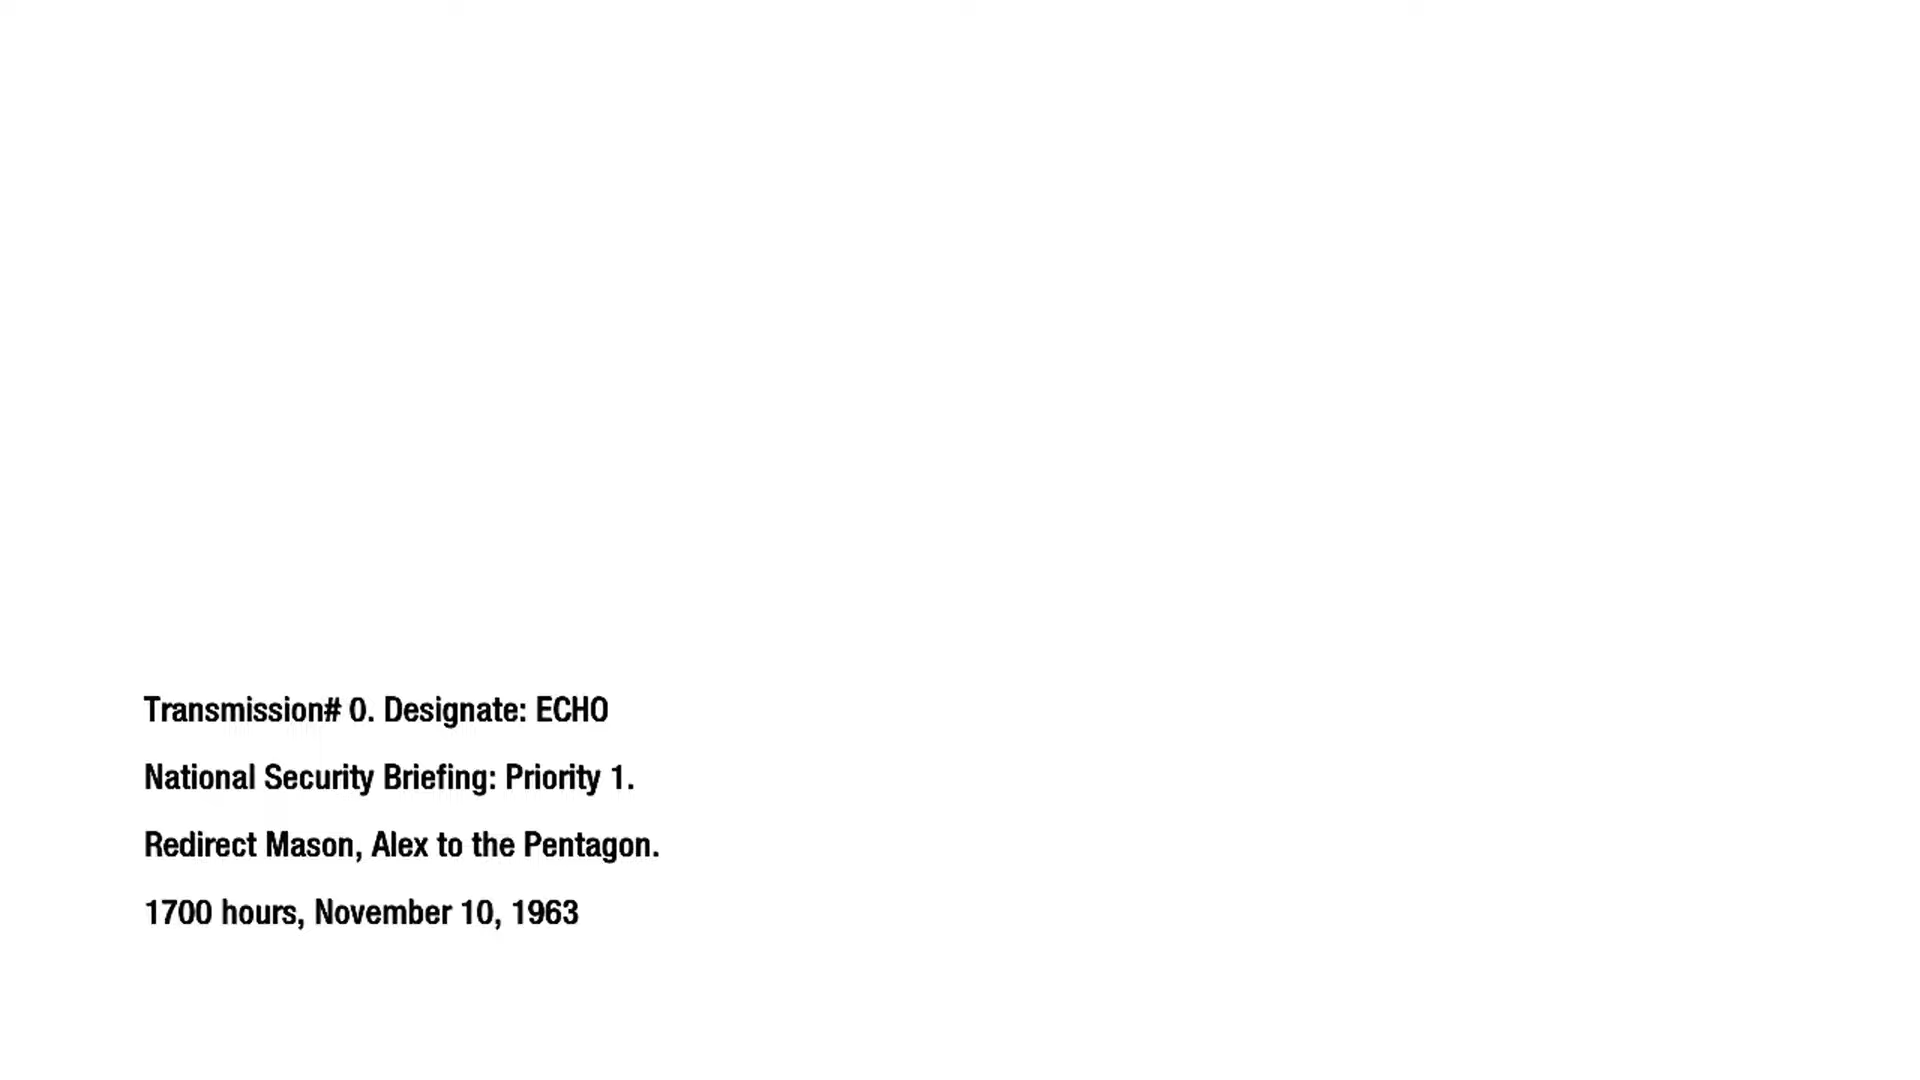 Transmission# 0. Designate: ECHO
National Security Briefing: Priority 1.
Redirect Mason, Alex to the Pentagon.
1700 hours, November 10, 1963